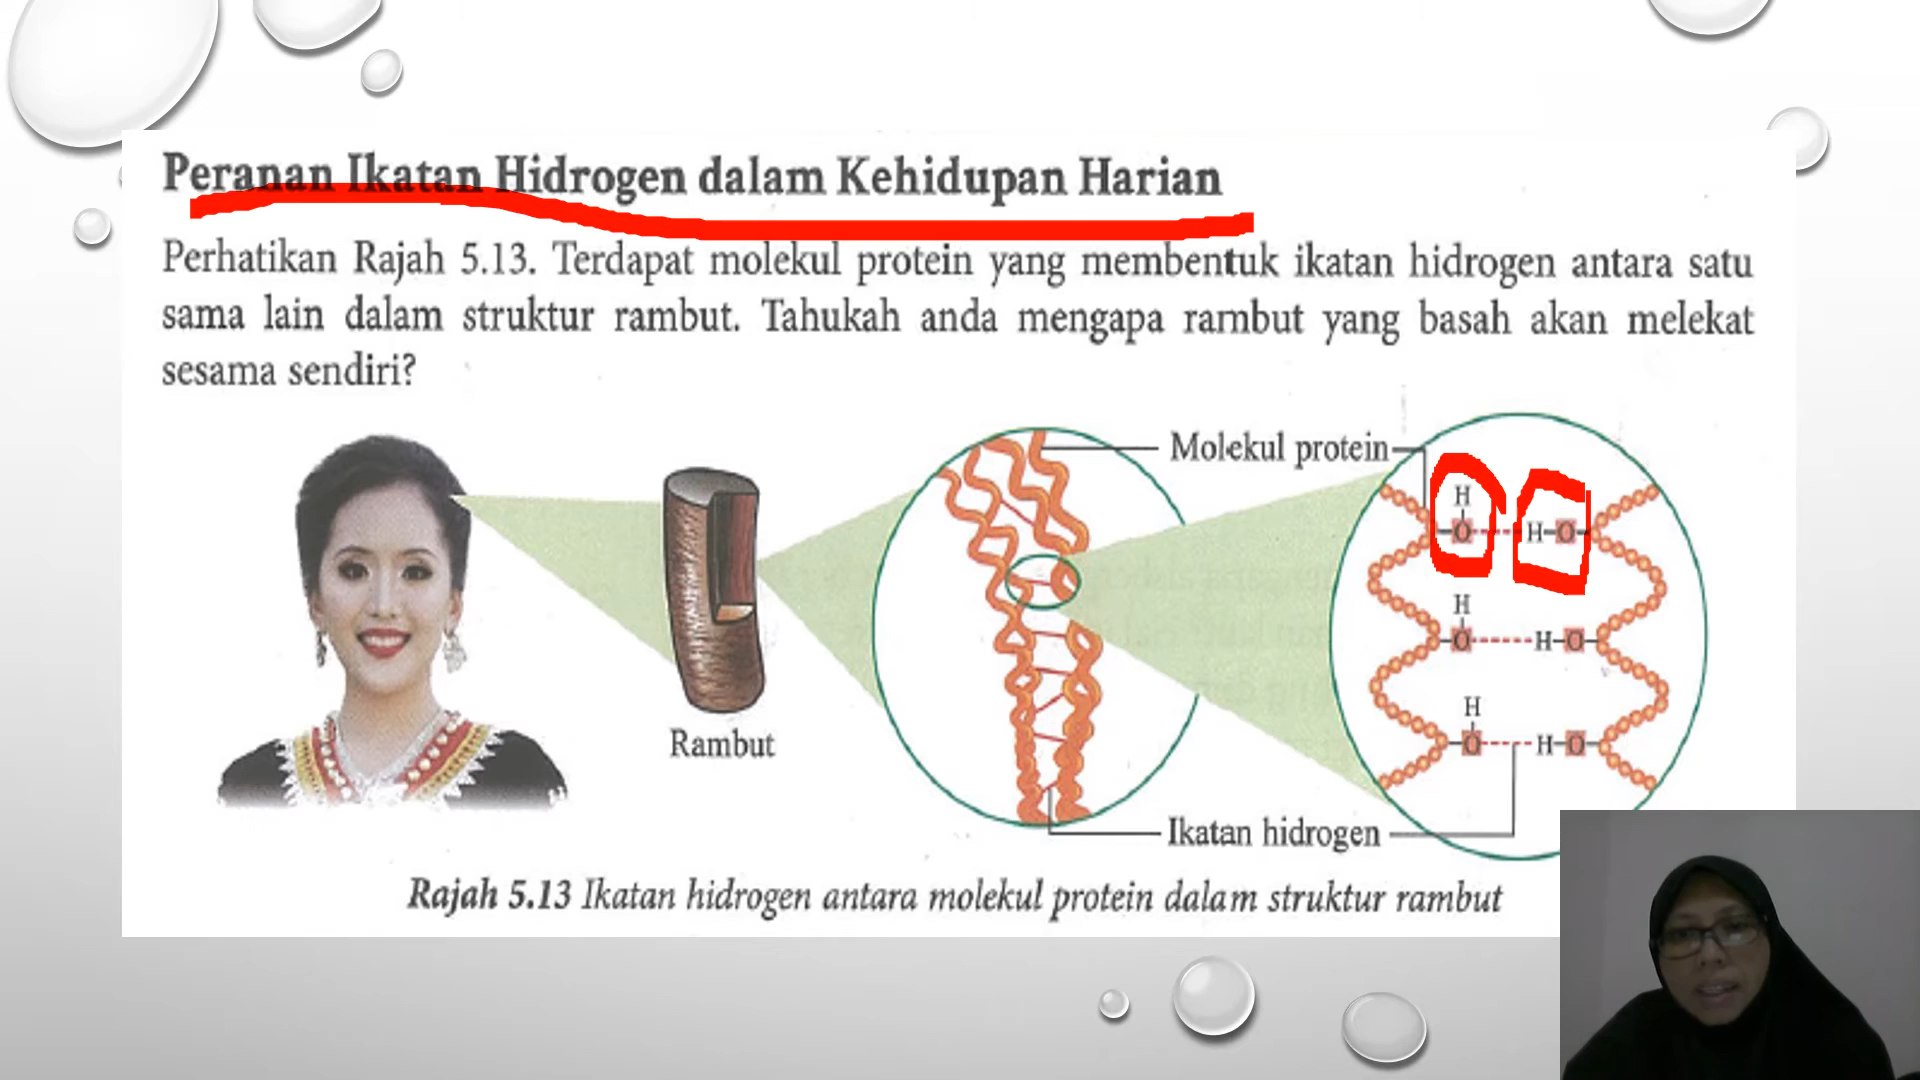 Peranan Ikatan Hidrogen dalam Kehidupan Harian
Perhatikan Rajah 5.13. Terdapat molekul protein yang membentuk ikatan hidrogen antara satu
sama lain dalam struktur rambut. Tahukah anda mengapa rambut yang basah akan melekat
sesama sendiri?
Molekul protein
H
O H-O
H
O H-O
H
O H-O
Rambut
Ikatan hidrogen
Rajah 5.13 Ikatan hidrogen antara molekul protein dalam struktur rambut